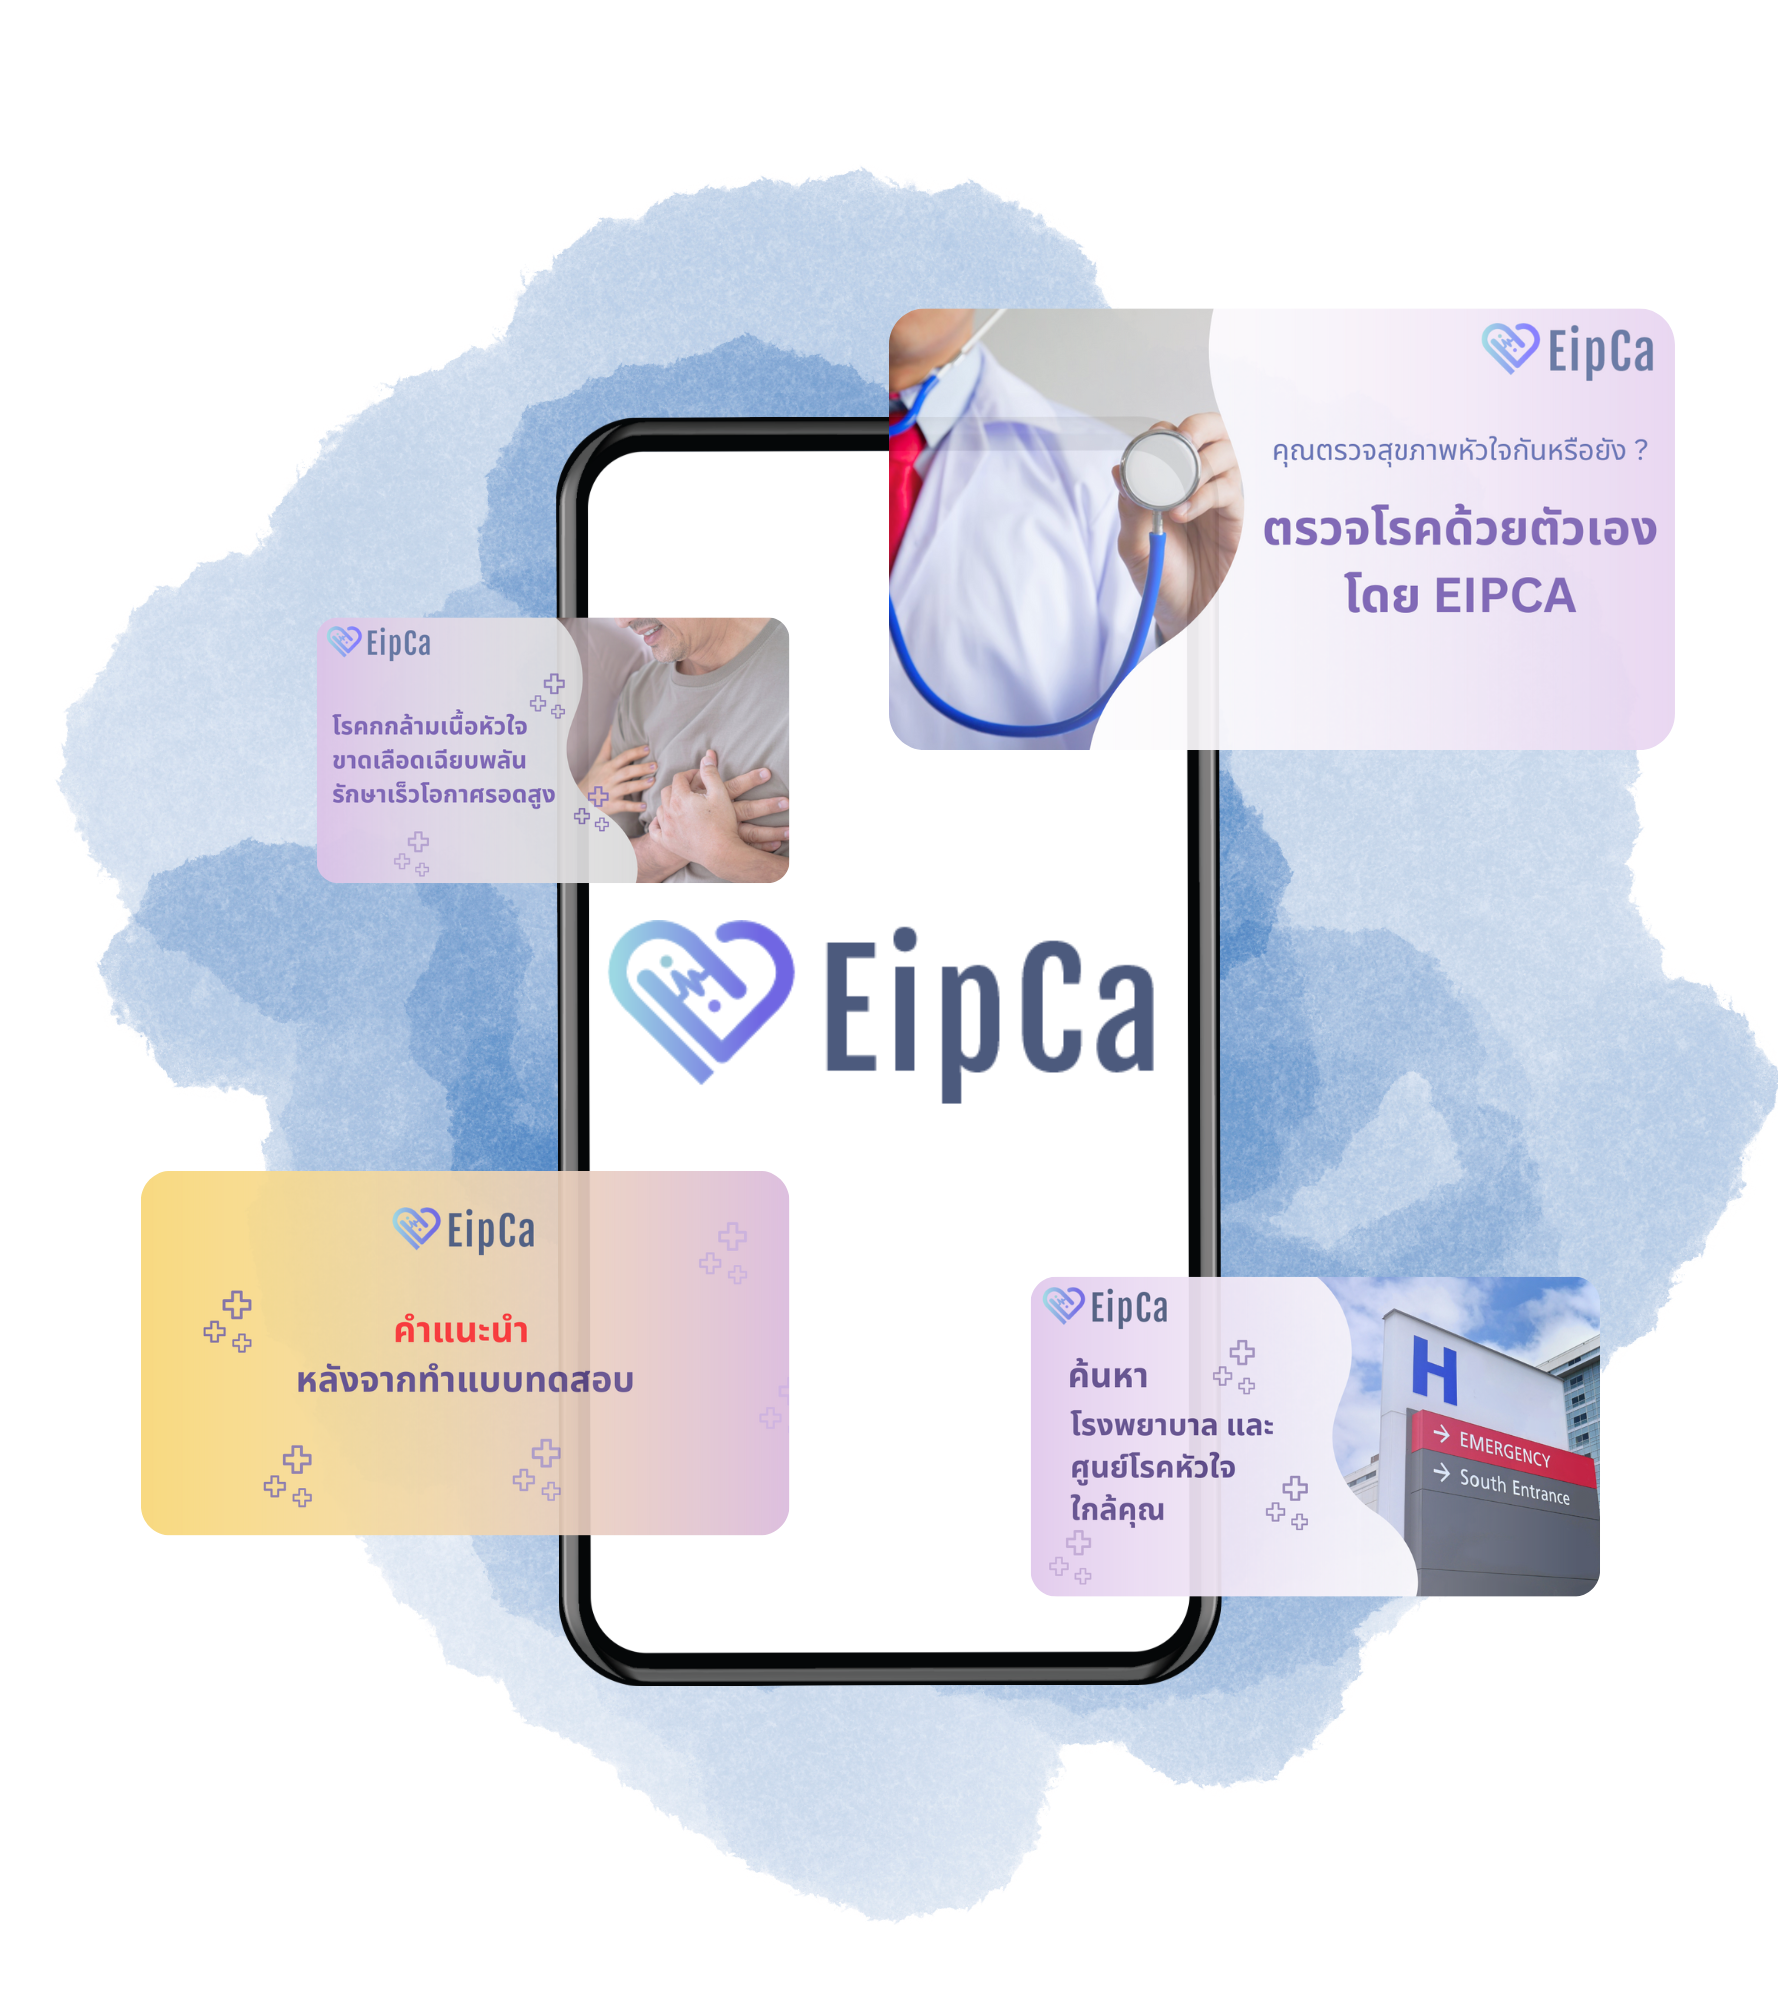 EipCa
คุณตรวจสุขภาพหัวใจกันหรือยัง ?
ตรวจโรคด้วยตัวเอง
โดย EIPCA
EipCa
โรคกกล้ามเนื้อหัวใจ
ขาดเลือดเฉียบพลัน
รักษาเร็วโอกาศรอดสูง
EipCa
EipCa
คำแนะนำ
หลังจากทำแบบทดสอบ
EipCa
ค้นหา
โรงพยาบาล และ
ศูนย์โรคหัวใจ
ใกล้คุณ
H
→ EMERGENCY
→ South Entrance